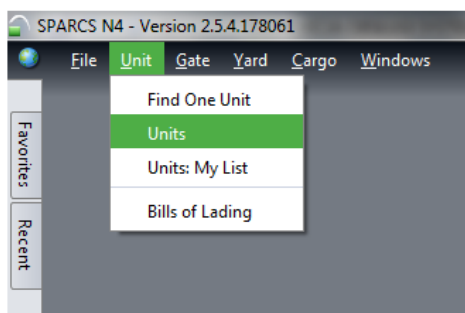 SPARCS N4 - Version 2.5.4.178061
File Unit Gate Yard Cargo Windows
Find One Unit
Units
Units: My List
Bills of Lading
Favorites
Recent